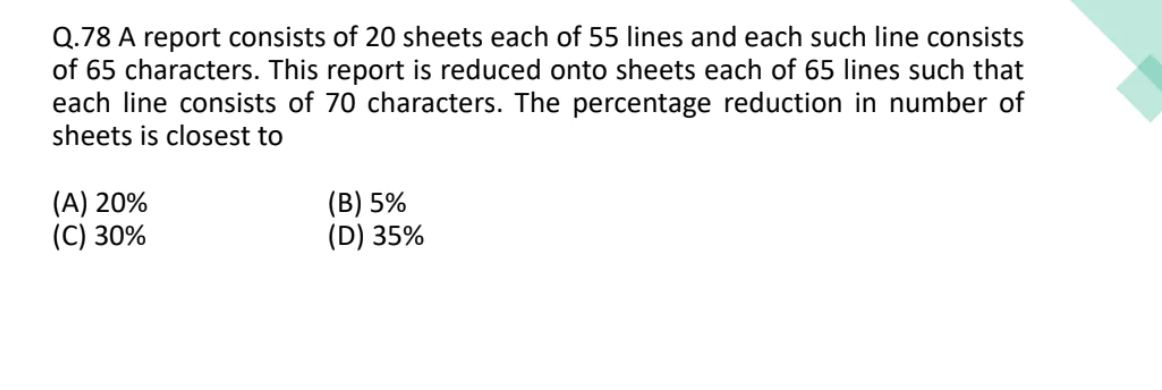 Q.78 A report consists of 20 sheets each of 55 lines and each such line consists
of 65 characters. This report is reduced onto sheets each of 65 lines such that
each line consists of 70 characters. The percentage reduction in number of
sheets is closest to
(A) 20% (B) 5%
(C) 30% (D) 35%